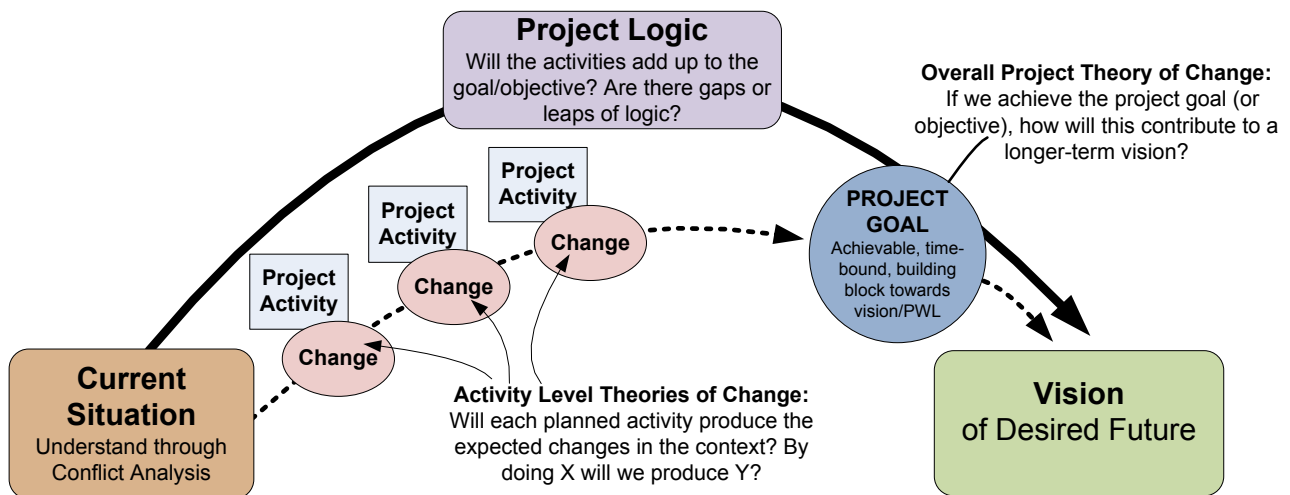 Project Logic
Will the activities add up to the
goal/objective? Are there gaps or
leaps of logic?
Overall Project Theory of Change:
If we achieve the project goal (or
objective), how will this contribute to a
longer-term vision?
Project
Activity
Change
Project
Activity
Change
Project
Activity
Change
PROJECT
GOAL
Achievable, time-
bound, building
block towards
vision/PWL
Current
Situation
Understand through
Conflict Analysis
Activity Level Theories of Change:
Will each planned activity produce the
expected changes in the context? By
doing X will we produce Y?
Vision
of Desired Future